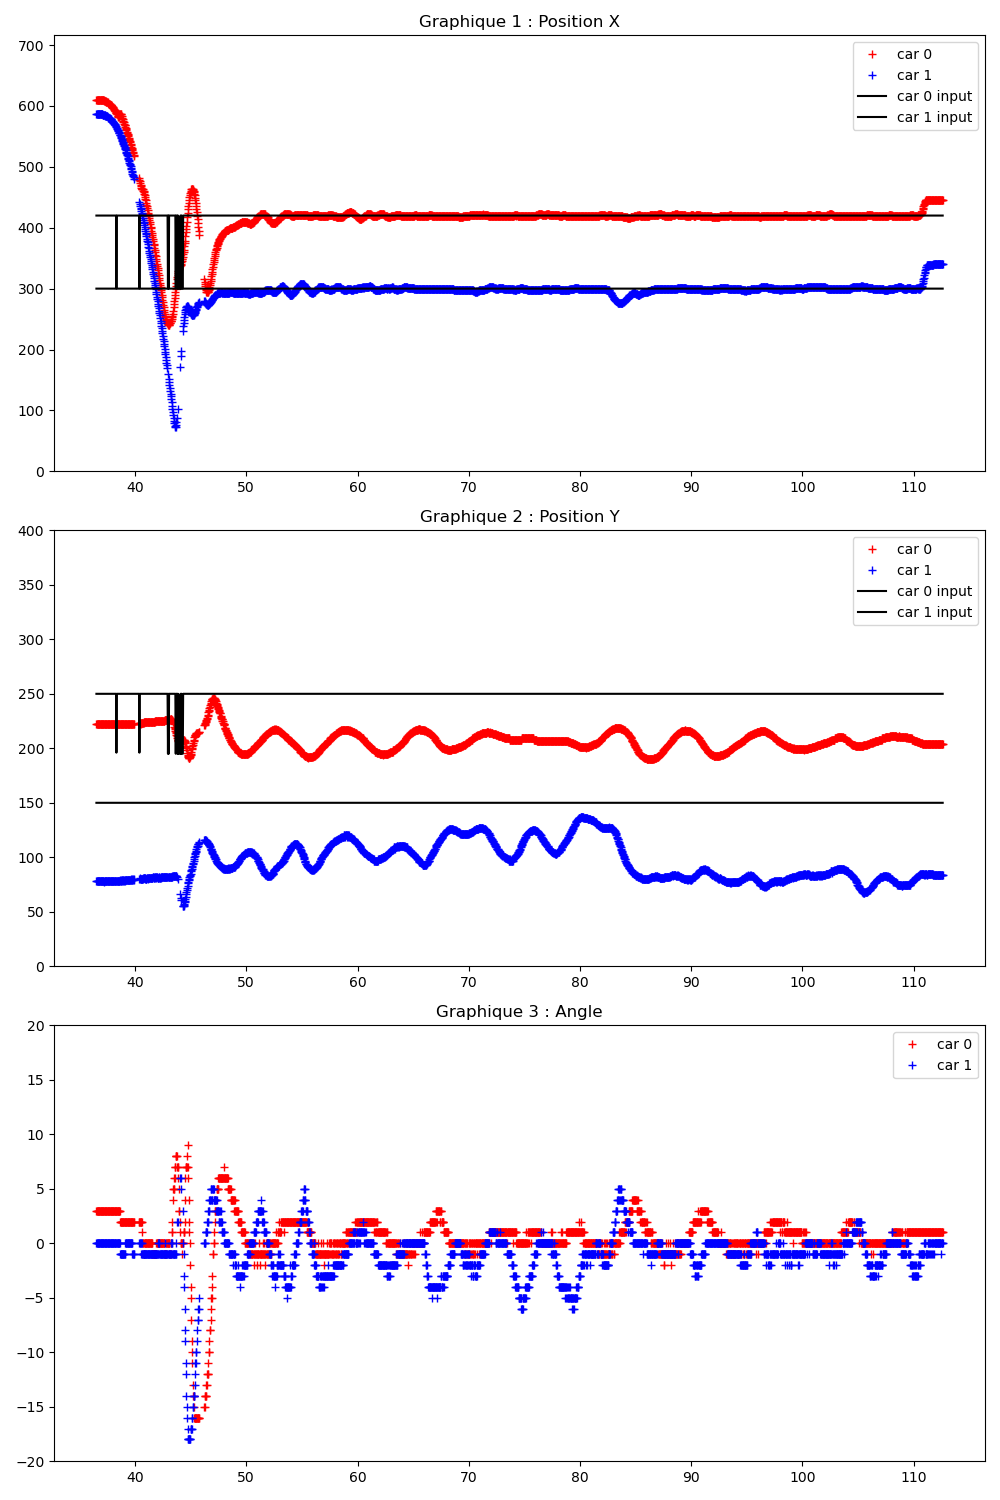 Graphique 1 : Position X
700
600
500
400
300
200
100
0
car 0
car 1
car 0 input
car 1 input
40 50 60 70 80 90 100 110
Graphique 2 : Position Y
400
350
300
250
200
150
100
50
0
car 0
car 1
car 0 input
car 1 input
40 50 60 70 80 90 100 110
Graphique 3 : Angle
20
15
10
5
0
−5
−10
−15
−20
car 0
car 1
40 50 60 70 80 90 100 110